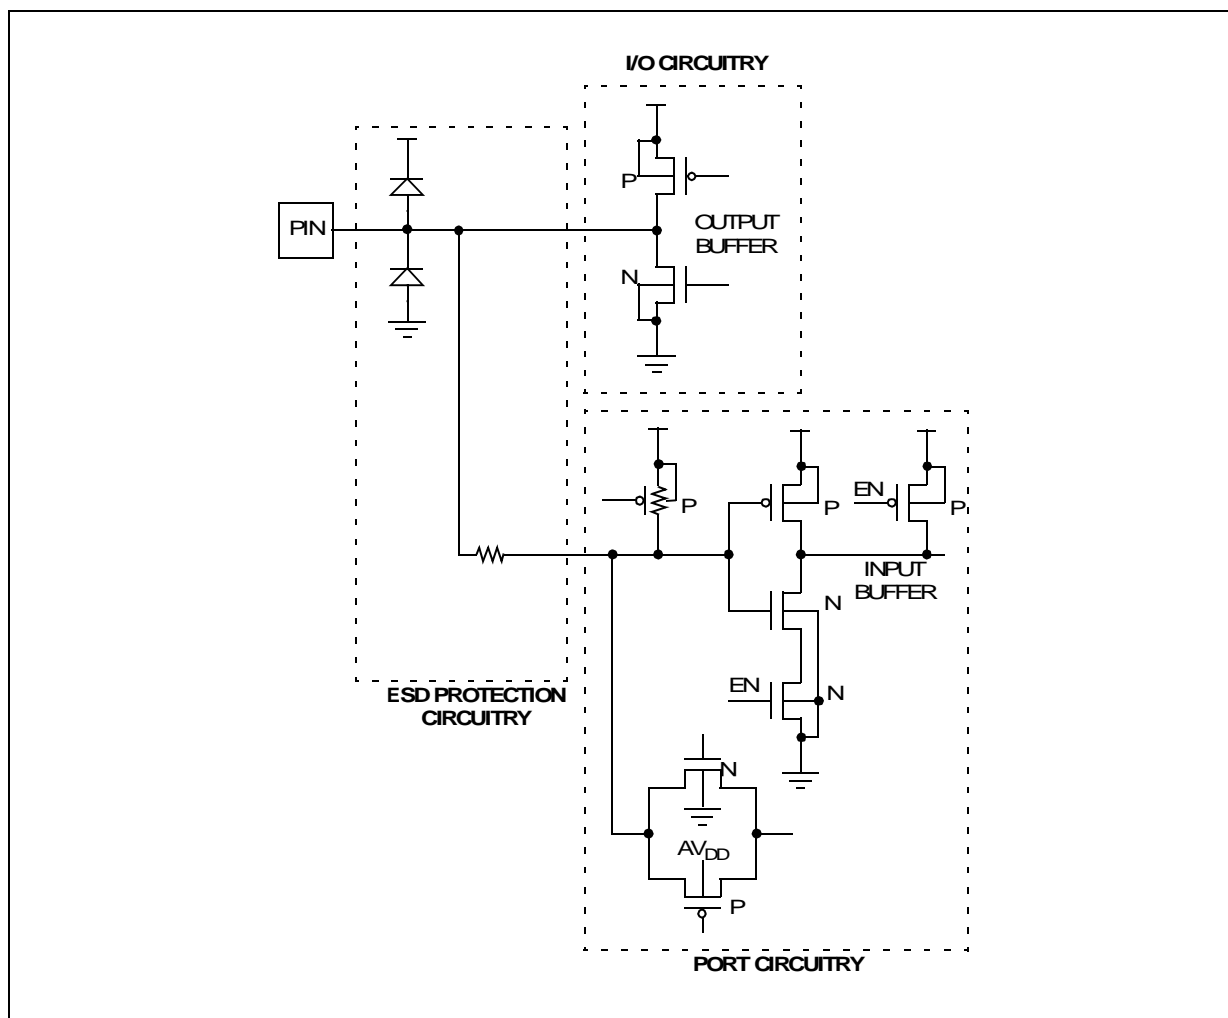 I/O CIRCUITRY
P
PIN
OUTPUT
BUFFER
N
P
P
EN
P
INPUT
BUFFER
N
EN
N
ESD PROTECTION
CIRCUITRY
N
AVDD
P
PORT CIRCUITRY